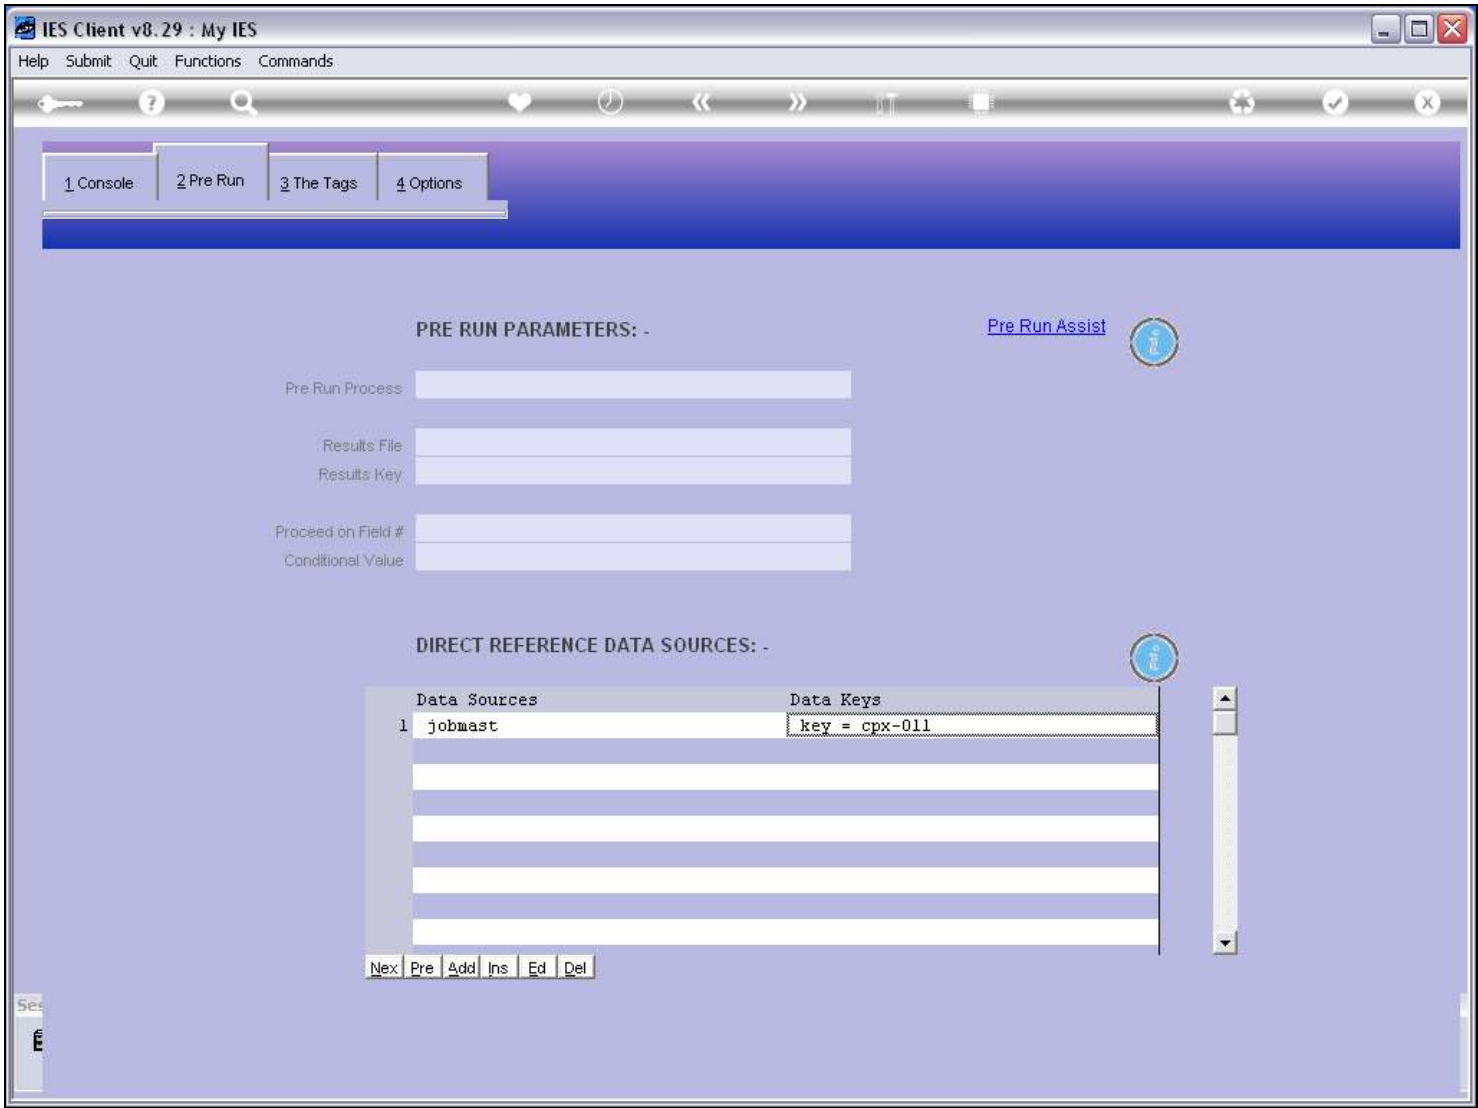 IES Client v8.29 : My IES
Help Submit Quit Functions Commands
1 Console 2 Pre Run 3 The Tags 4 Options
PRE RUN PARAMETERS: - Pre Run Assist
Pre Run Process
Results File
Results Key
Proceed on Field #
Conditional Value
DIRECT REFERENCE DATA SOURCES: -
Data Sources Data Keys
1 jobmast key = cpx-011
Nex Pre Add Ins Ed Del
Ses